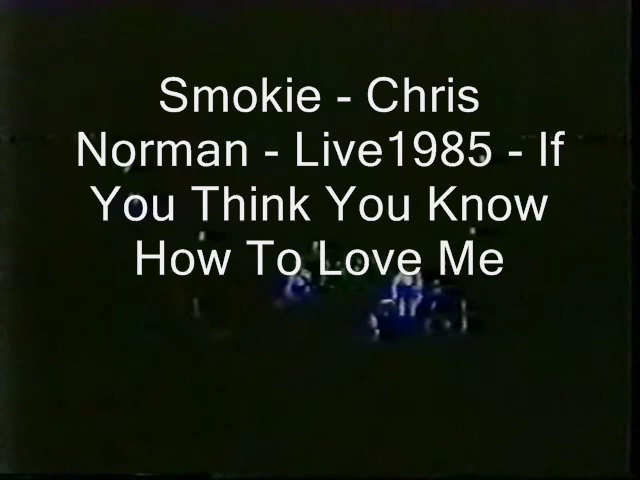 Smokie - Chris
Norman - Live1985 - If
You Think You Know
How To Love Me